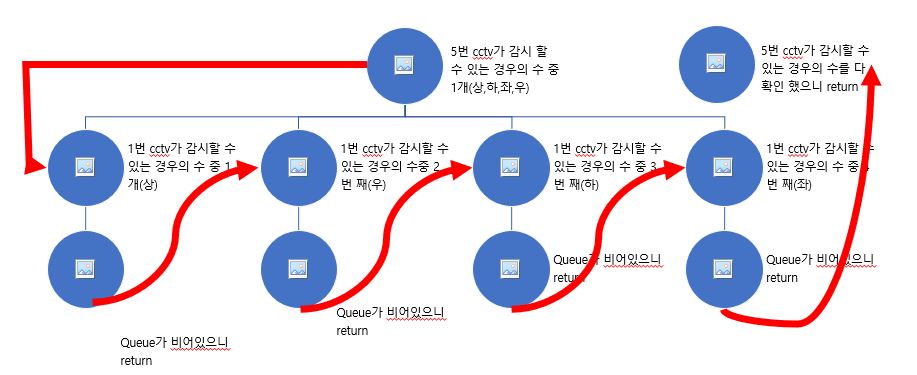 5번 cctv가 감시 할
수 있는 경우의 수 중
1개(상,하,좌,우)
5번 cctv가 감시할 수
있는 경우의 수를 다
확인 했으니 return
1번 cctv가 감시할 수
있는 경우의 수 중 1
개(상)
1번 cctv가 감시할 수
있는 경우의 수중 2
번 째(우)
1번 cctv가 감시할 수
있는 경우의 수 중 3
번 째(하)
1번 cctv가 감시할 수
있는 경우의 수 중
번 째(좌)
Queue가 비어있으니
return
Queue가 비어있으니
return
Queue가 비어있으니
return
Queue가 비어있으니
return